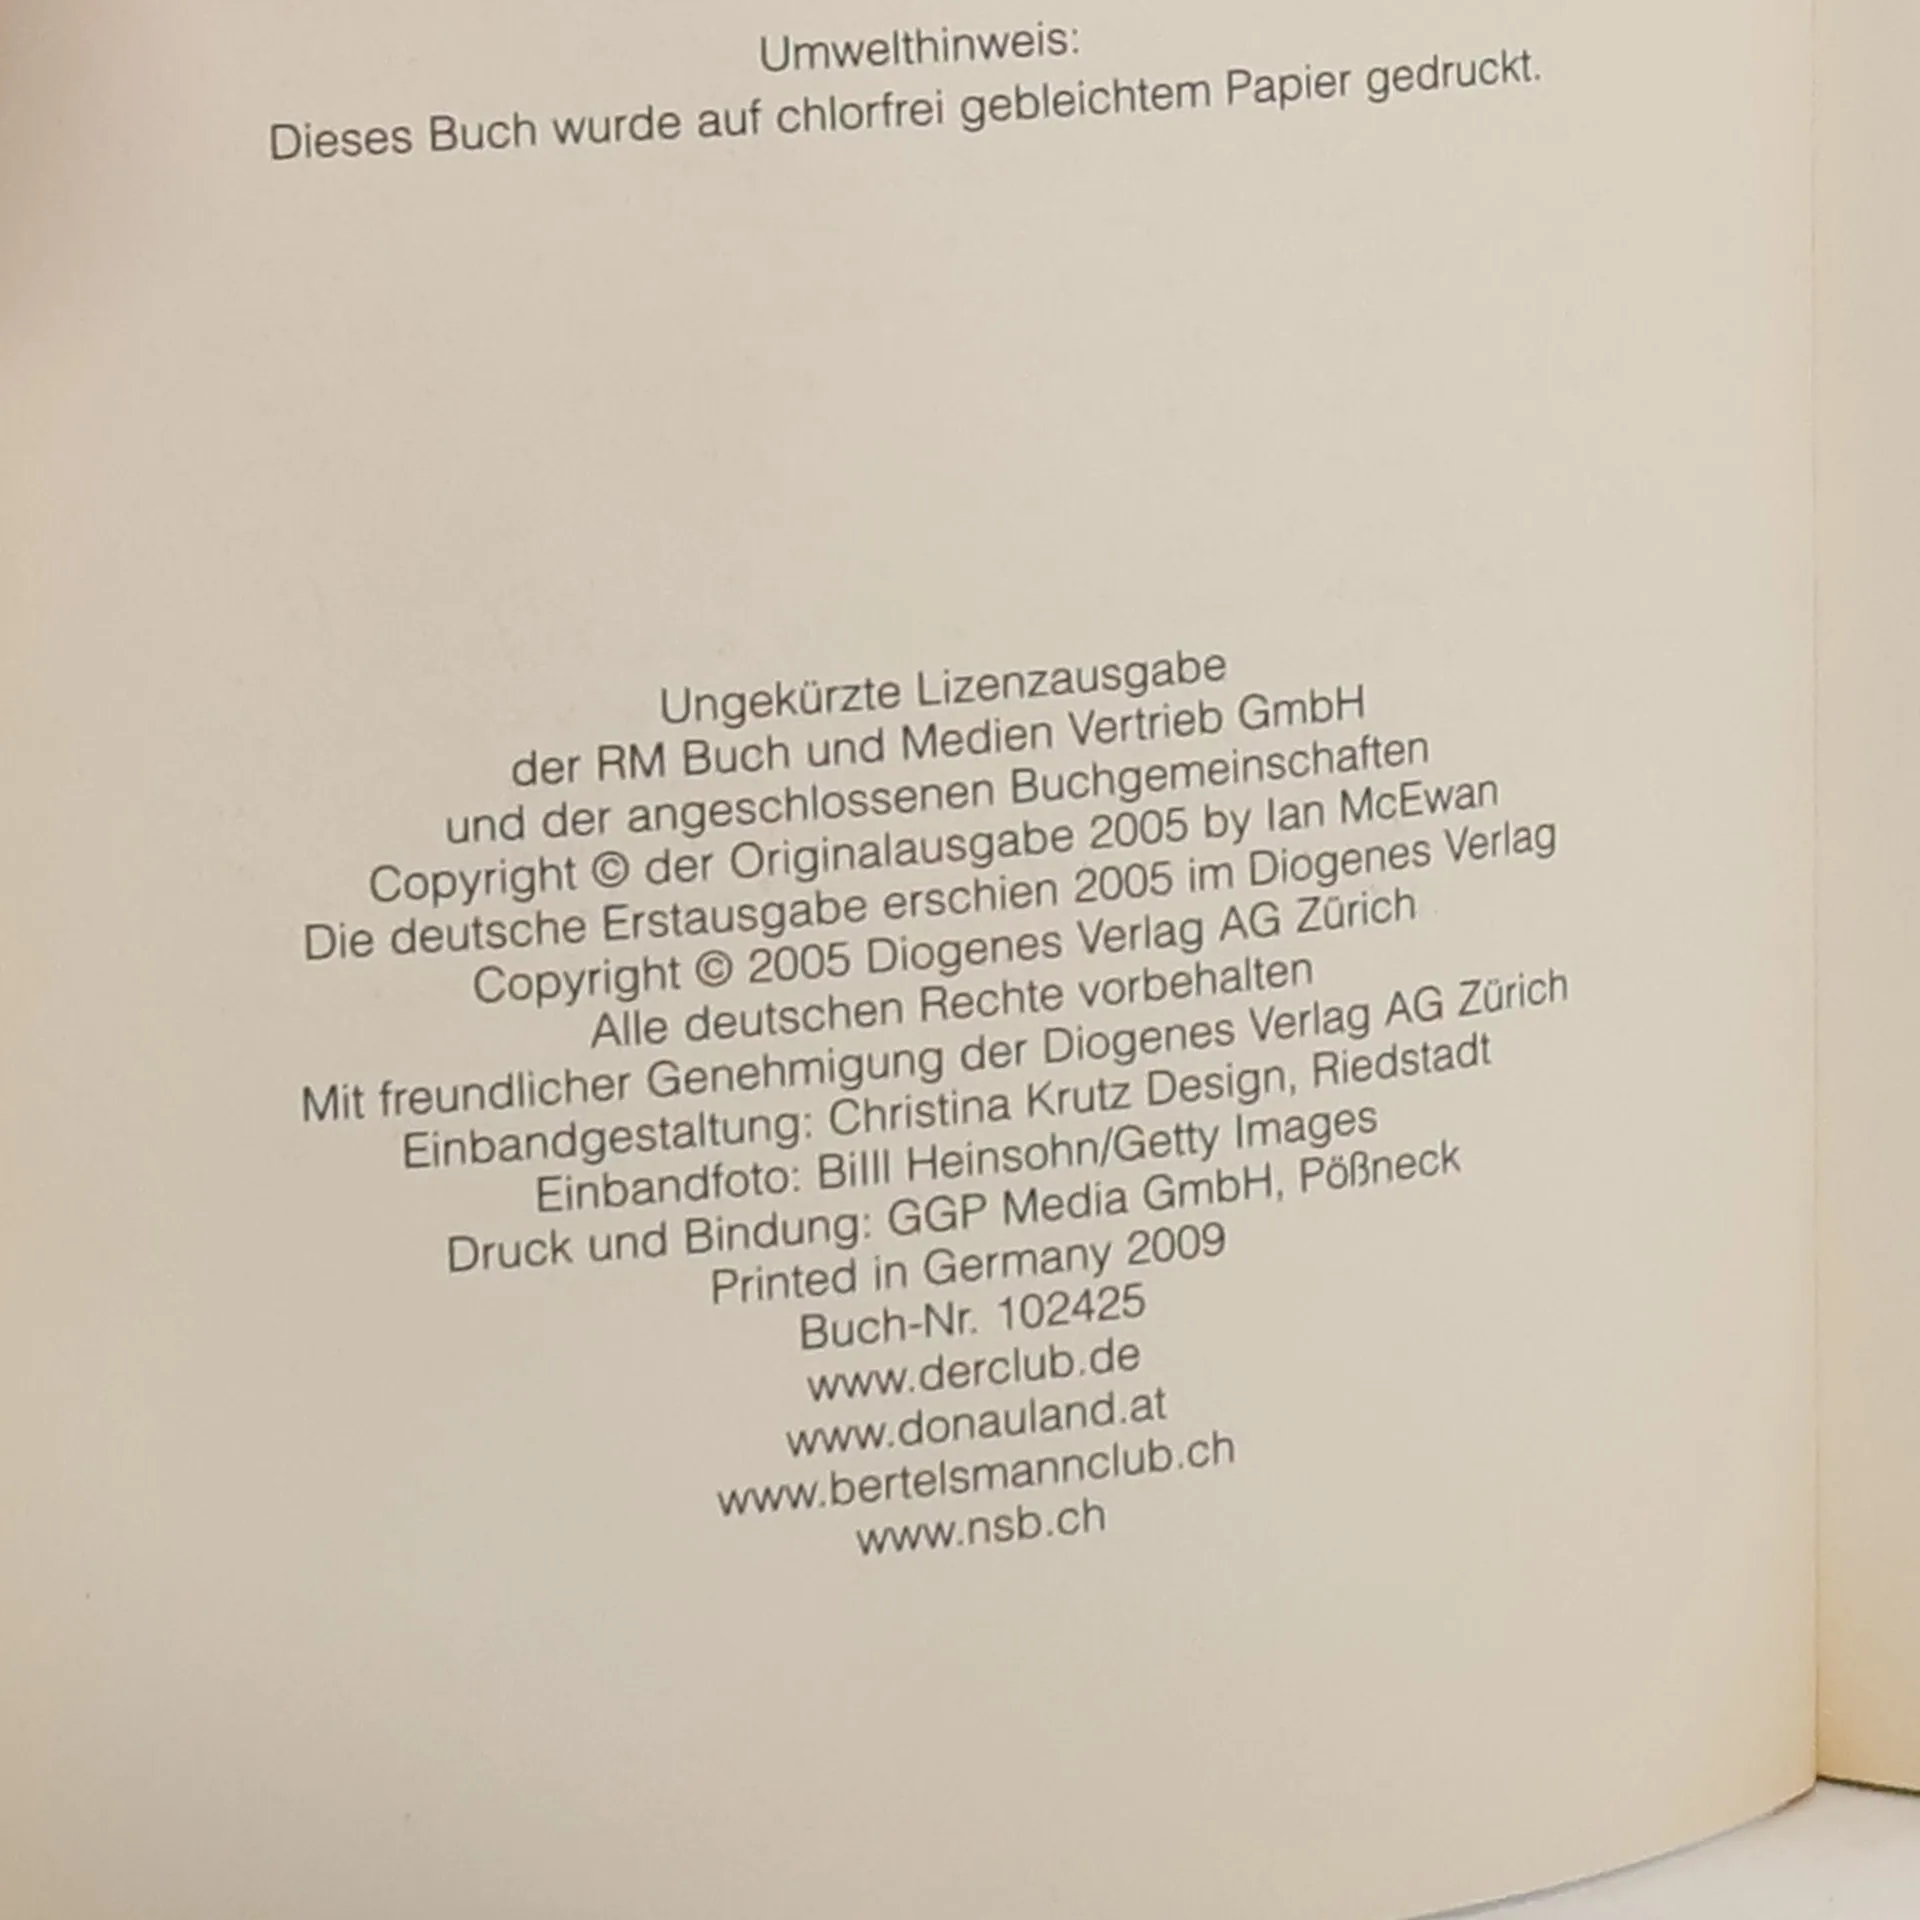 Umwelthinweis:
Dieses Buch wurde auf chlorfrei gebleichtem Papier gedruckt.
Ungekürzte Lizenzausgabe
der RM Buch und Medien Vertrieb GmbH
und der angeschlossenen Buchgemeinschaften
Copyright © der Originalausgabe 2005 by Ian McEwan
Die deutsche Erstausgabe erschien 2005 im Diogenes Verlag
Copyright © 2005 Diogenes Verlag AG Zürich
Alle deutschen Rechte vorbehalten
Mit freundlicher Genehmigung der Diogenes Verlag AG Zürich
Einbandgestaltung: Christina Krutz Design, Riedstadt
Einbandfoto: Billl Heinsohn/Getty Images
Druck und Bindung: GGP Media GmbH, Pößneck
Printed in Germany 2009
Buch-Nr. 102425
www.derclub.de
www.donauland.at
www.bertelsmannclub.ch
www.nsb.ch